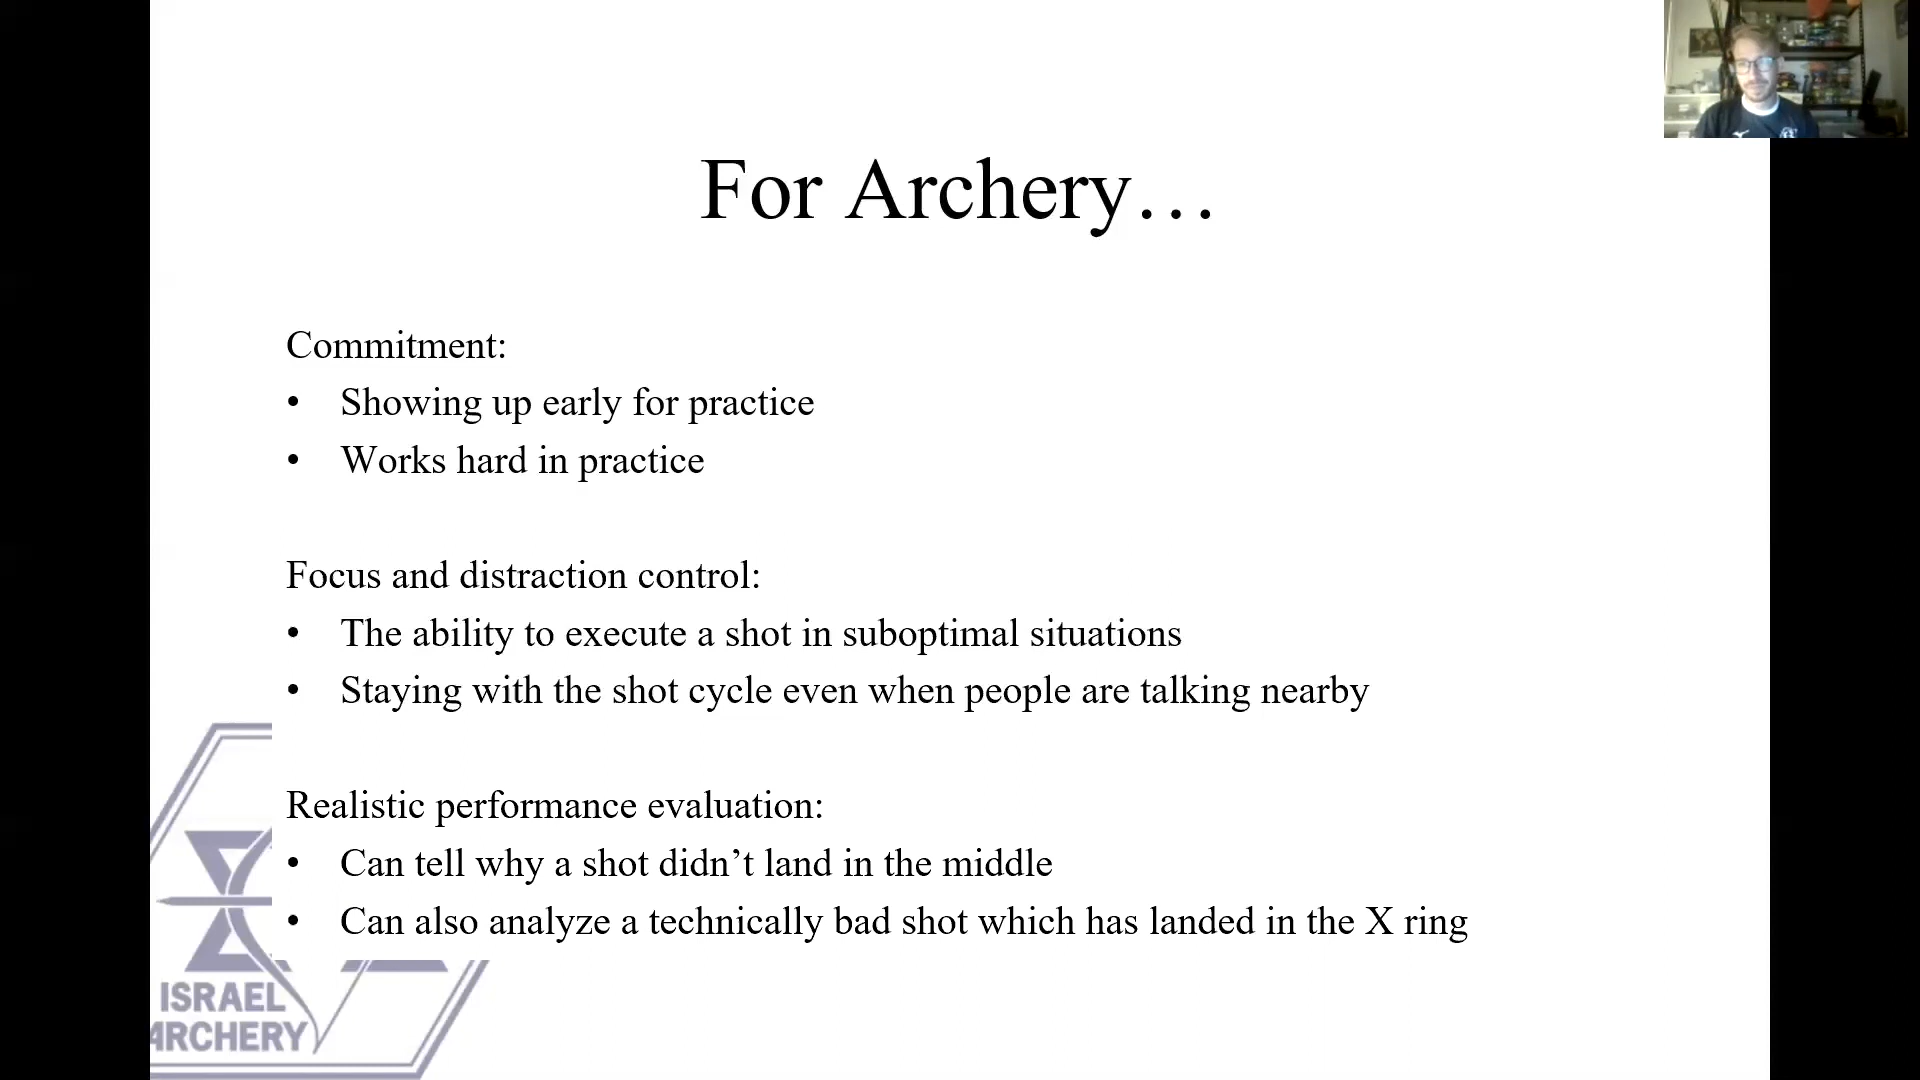 For Archery…
Commitment:
• Showing up early for practice
• Works hard in practice
Focus and distraction control:
• The ability to execute a shot in suboptimal situations
• Staying with the shot cycle even when people are talking nearby
Realistic performance evaluation:
• Can tell why a shot didn’t land in the middle
• Can also analyze a technically bad shot which has landed in the X ring
ISRAEL
ARCHERY